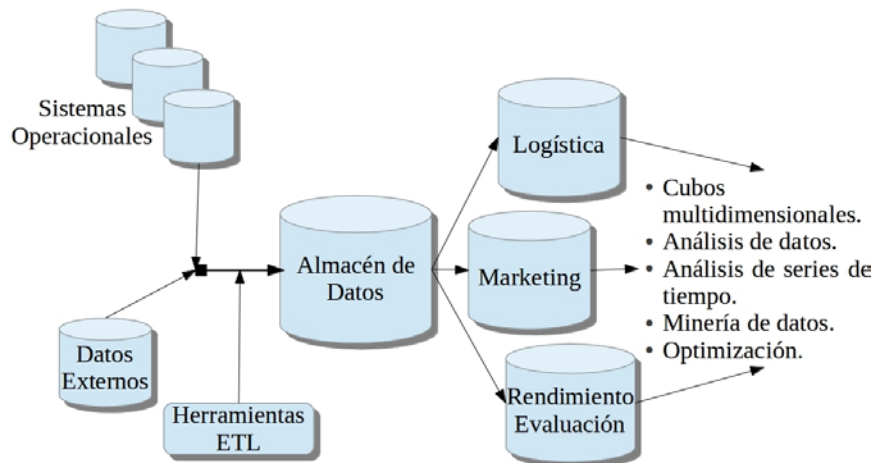 Sistemas
Operacionales
Datos
Externos
Herramientas
ETL
Almacén de
Datos
Logística
Marketing
Rendimiento
Evaluación
• Cubos
multidimensionales.
• Análisis de datos.
• Análisis de series de
tiempo.
• Minería de datos.
• Optimización.